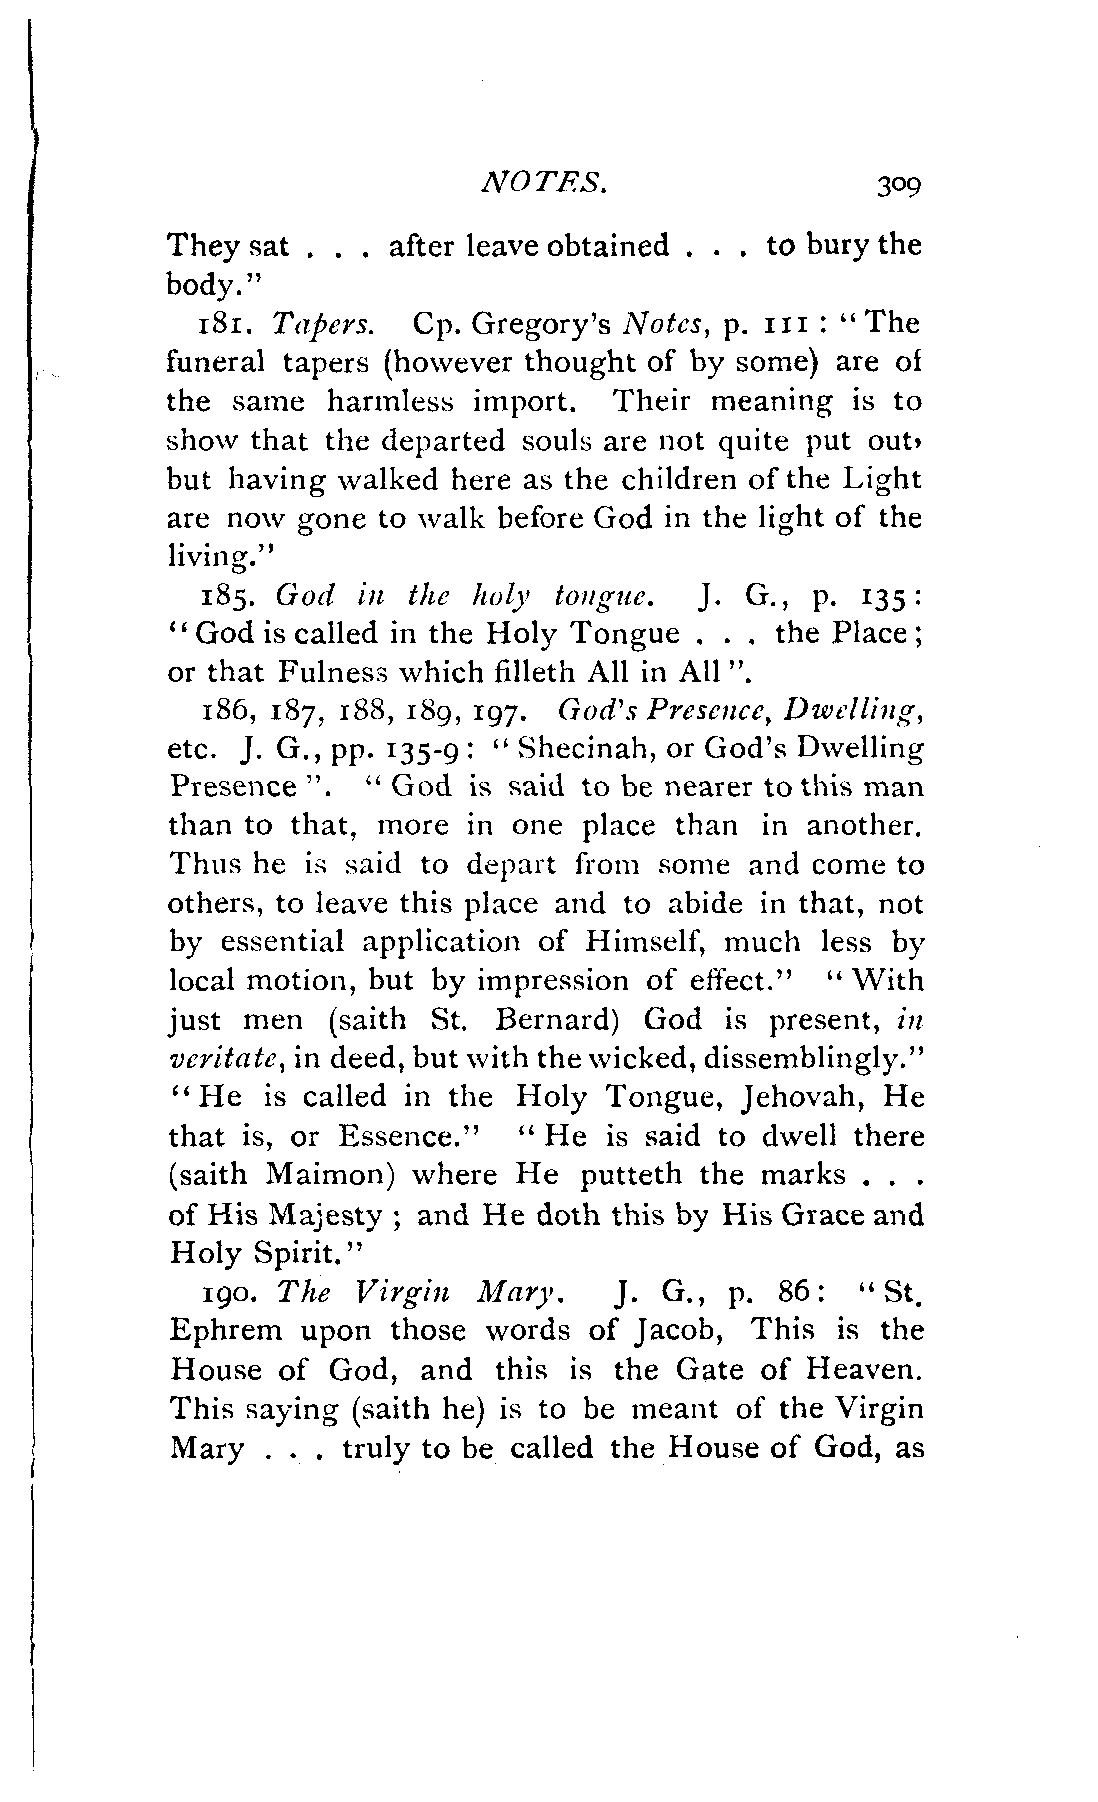 NOTES. 309
They sat . . . after leave obtained . . . to bury the
body."
181. Tapers. Cp. Gregory's Notes, p. 111 : "The
funeral tapers (however thought of by some) are of
the same harmless import. Their meaning is to
show that the departed souls are not quite put out,
but having walked here as the children of the Light
are now gone to walk before God in the light of the
living."
185. God in the holy tongue. J. G., p. 135:
"God is called in the Holy Tongue . . . the Place;
or that Fulness which filleth All in All".
186, 187, 188, 189, 197. God's Presence, Dwelling,
etc. J. G., pp. 135-9: "Shecinah, or God's Dwelling
Presence". "God is said to be nearer to this man
than to that, more in one place than in another.
Thus he is said to depart from some and come to
others, to leave this place and to abide in that, not
by essential application of Himself, much less by
local motion, but by impression of effect." "With
just men (saith St. Bernard) God is present, in
veritate, in deed, but with the wicked, dissemblingly."
"He is called in the Holy Tongue, Jehovah, He
that is, or Essence." "He is said to dwell there
(saith Maimon) where He putteth the marks . . .
of His Majesty ; and He doth this by His Grace and
Holy Spirit."
190. The Virgin Mary. J. G., p. 86: "St.
Ephrem upon those words of Jacob, This is the
House of God, and this is the Gate of Heaven.
This saying (saith he) is to be meant of the Virgin
Mary . . . truly to be called the House of God, as